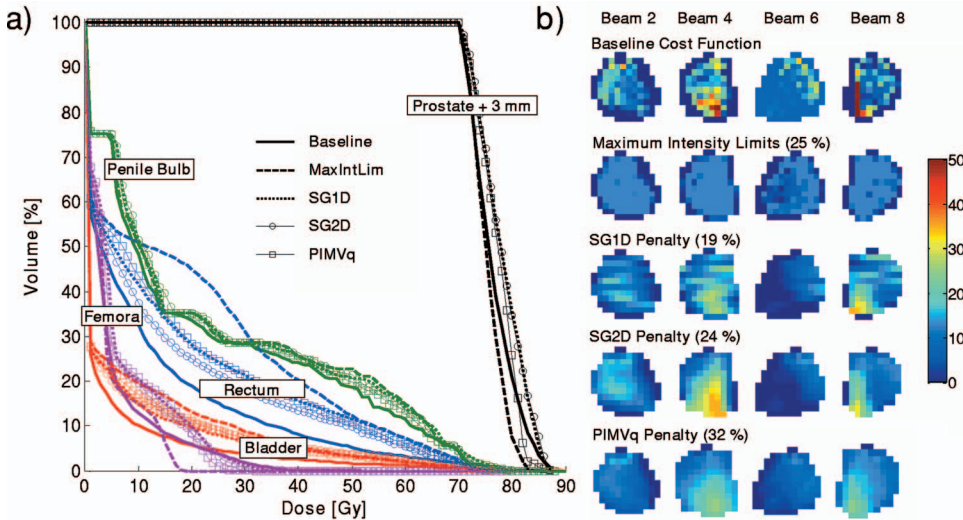 a)
100
90
80
70
60
50
40
30
20
10
0
Volume [%]
0 10 20 30 40 50 60 70 80 90
Dose [Gy]
Prostate + 3 mm
Penile Bulb
Femora
Rectum
Bladder
Baseline
MaxIntLim
SG1D
SG2D
PIMVq
b)
Beam 2 Beam 4 Beam 6 Beam 8
Baseline Cost Function
Maximum Intensity Limits (25 %)
SG1D Penalty (19 %)
SG2D Penalty (24 %)
PIMVq Penalty (32 %)
50
40
30
20
10
0